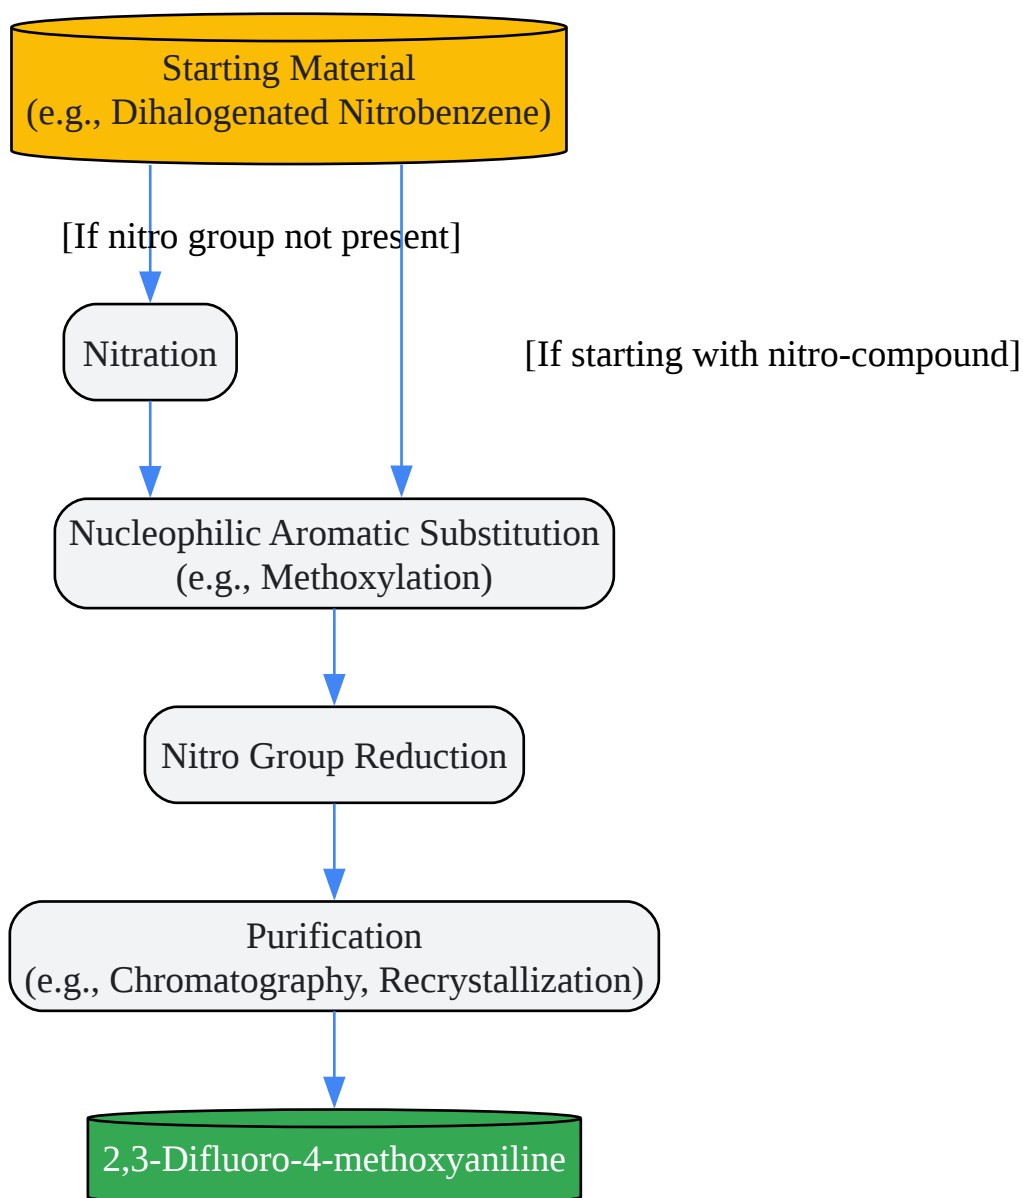 Starting Material
(e.g., Dihalogenated Nitrobenzene)
[If nitro group not present]
Nitration
[If starting with nitro-compound]
Nucleophilic Aromatic Substitution
(e.g., Methoxylation)
Nitro Group Reduction
Purification
(e.g., Chromatography, Recrystallization)
2,3-Difluoro-4-methoxyaniline